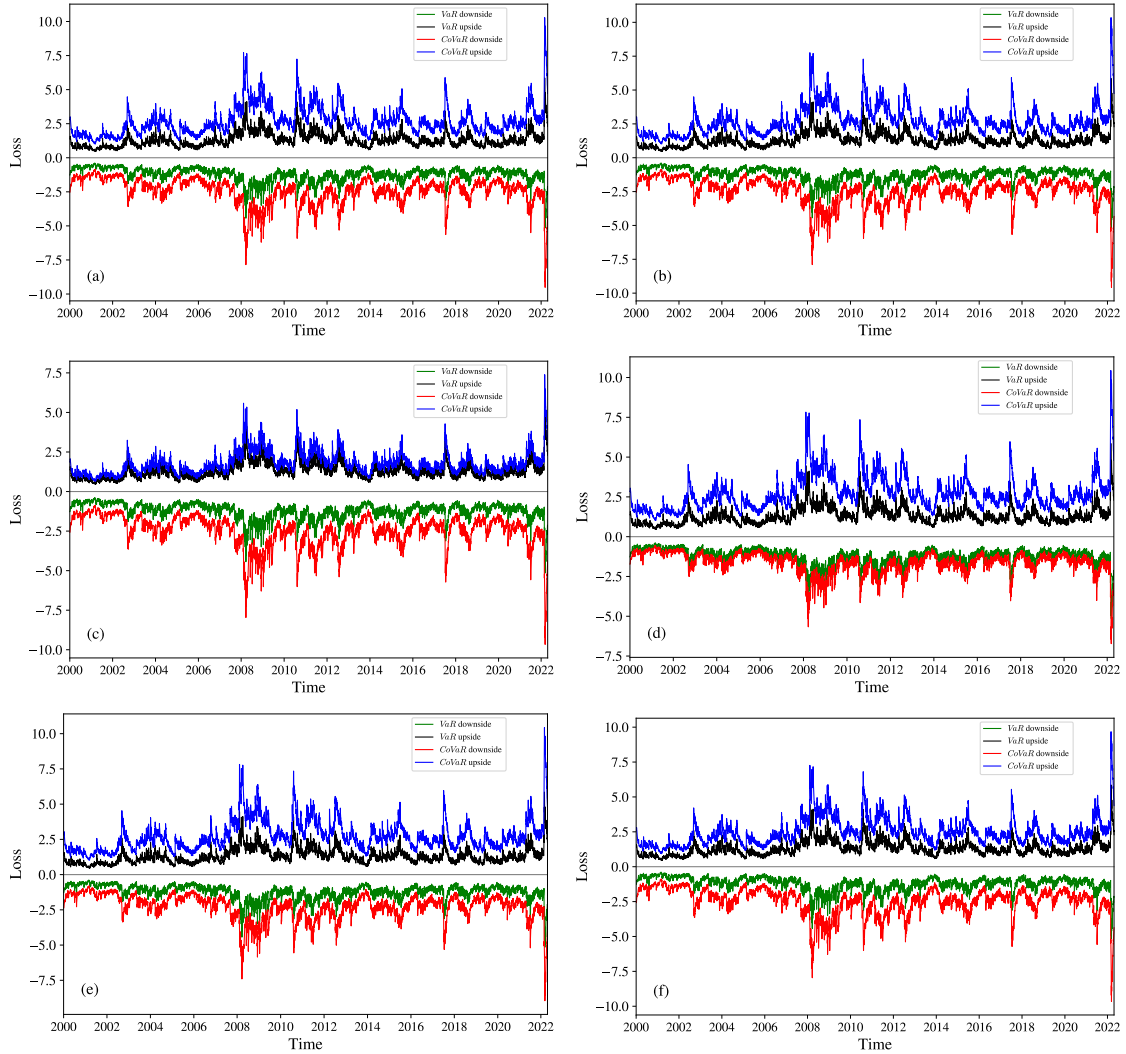 10.0
7.5
5.0
2.5
0.0
−2.5
−5.0
−7.5
−10.0
Loss
VaR downside
VaR upside
CoVaR downside
CoVaR upside
(a)
2000 2002 2004 2006 2008 2010 2012 2014 2016 2018 2020 2022
Time
10.0
7.5
5.0
2.5
0.0
−2.5
−5.0
−7.5
−10.0
Loss
VaR downside
VaR upside
CoVaR downside
CoVaR upside
(b)
2000 2002 2004 2006 2008 2010 2012 2014 2016 2018 2020 2022
Time
7.5
5.0
2.5
0.0
−2.5
−5.0
−7.5
−10.0
Loss
VaR downside
VaR upside
CoVaR downside
CoVaR upside
(c)
2000 2002 2004 2006 2008 2010 2012 2014 2016 2018 2020 2022
Time
10.0
7.5
5.0
2.5
0.0
−2.5
−5.0
−7.5
Loss
VaR downside
VaR upside
CoVaR downside
CoVaR upside
(d)
2000 2002 2004 2006 2008 2010 2012 2014 2016 2018 2020 2022
Time
10.0
7.5
5.0
2.5
0.0
−2.5
−5.0
−7.5
Loss
VaR downside
VaR upside
CoVaR downside
CoVaR upside
(e)
2000 2002 2004 2006 2008 2010 2012 2014 2016 2018 2020 2022
Time
10.0
7.5
5.0
2.5
0.0
−2.5
−5.0
−7.5
−10.0
Loss
VaR downside
VaR upside
CoVaR downside
CoVaR upside
(f)
2000 2002 2004 2006 2008 2010 2012 2014 2016 2018 2020 2022
Time